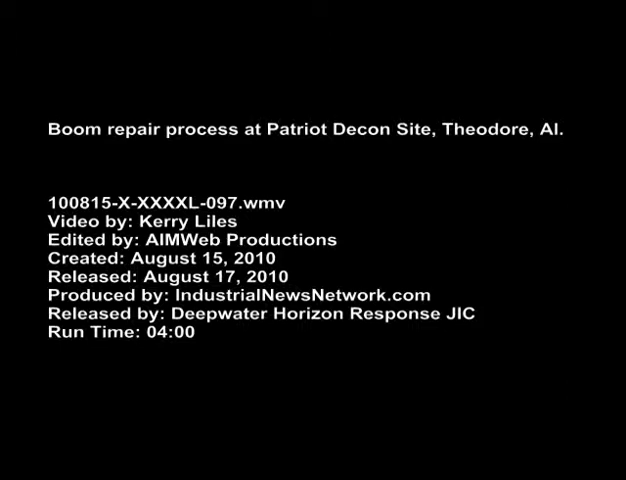 Boom repair process at Patriot Decon Site, Theodore, Al.
100815-X-XXXXL-097.wmv
Video by: Kerry Liles
Edited by: AIMWeb Productions
Created: August 15, 2010
Released: August 17, 2010
Produced by: IndustrialNewsNetwork.com
Released by: Deepwater Horizon Response JIC
Run Time: 04:00